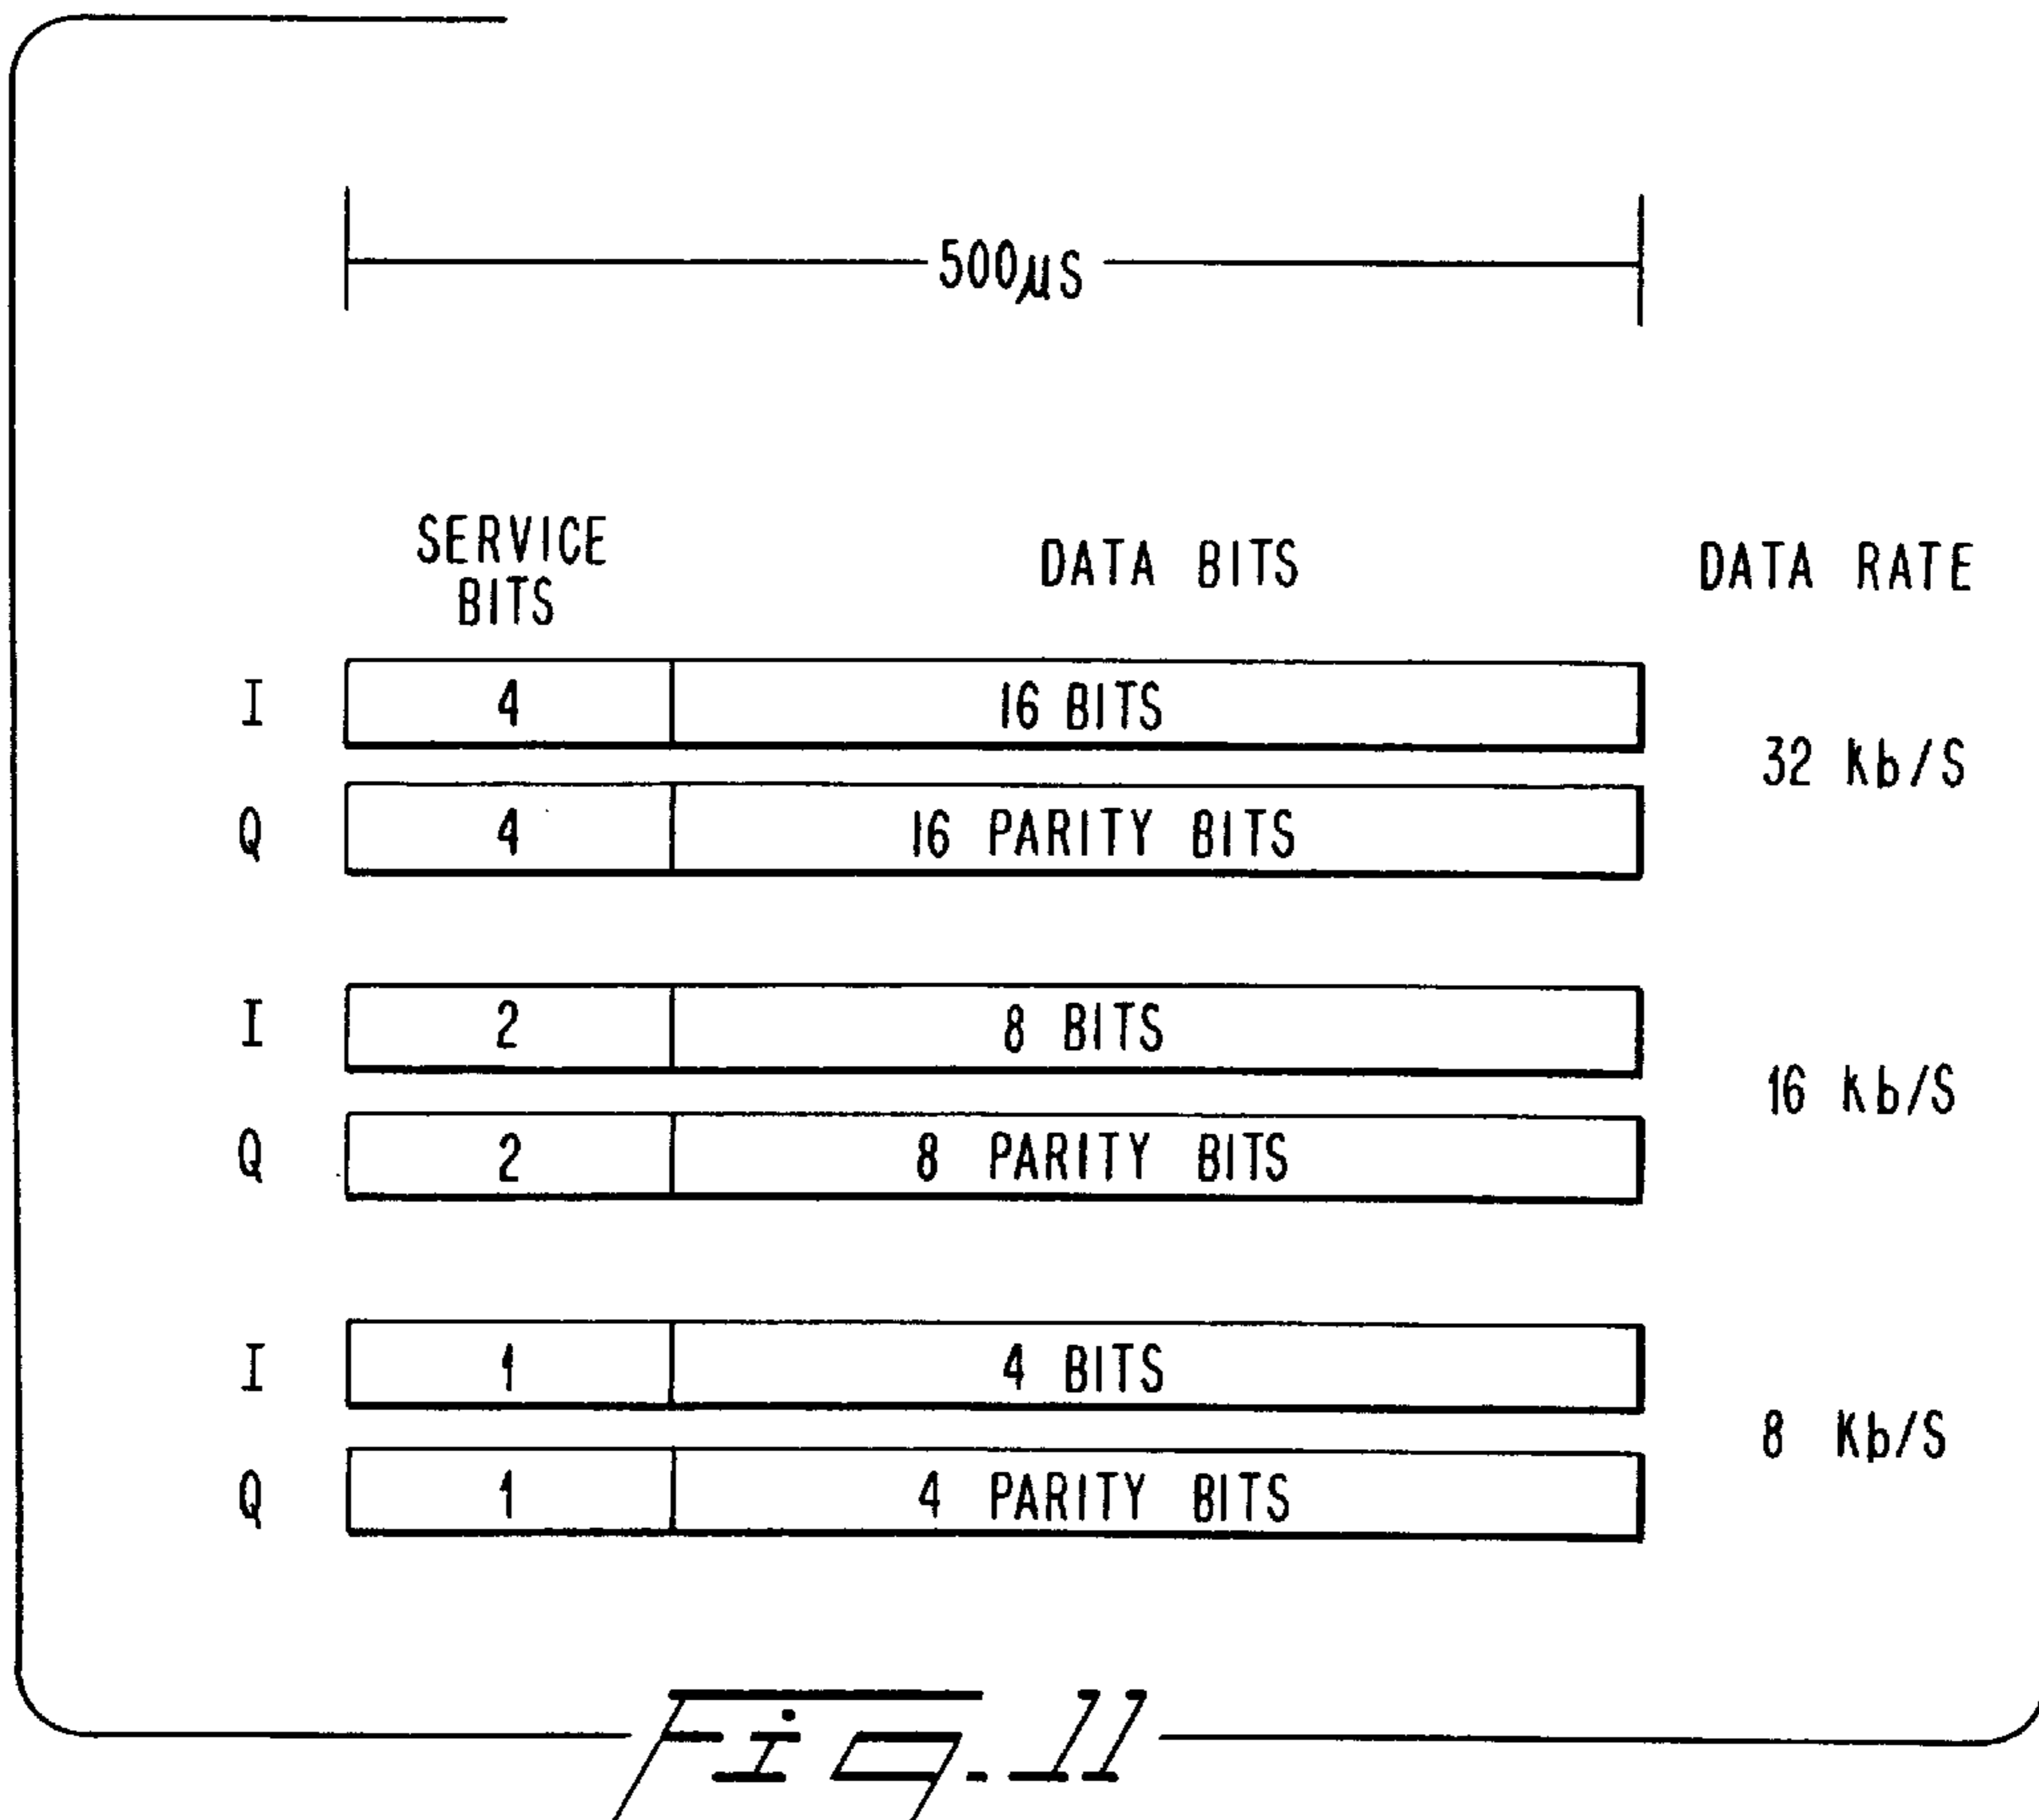 500µs
SERVICE
BITS
DATA BITS
DATA RATE
I 4 16 BITS
32 Kb/S
Q 4 16 PARITY BITS
I 2 8 BITS
16 Kb/S
Q 2 8 PARITY BITS
I 1 4 BITS
8 Kb/S
Q 1 4 PARITY BITS
Fig. 11